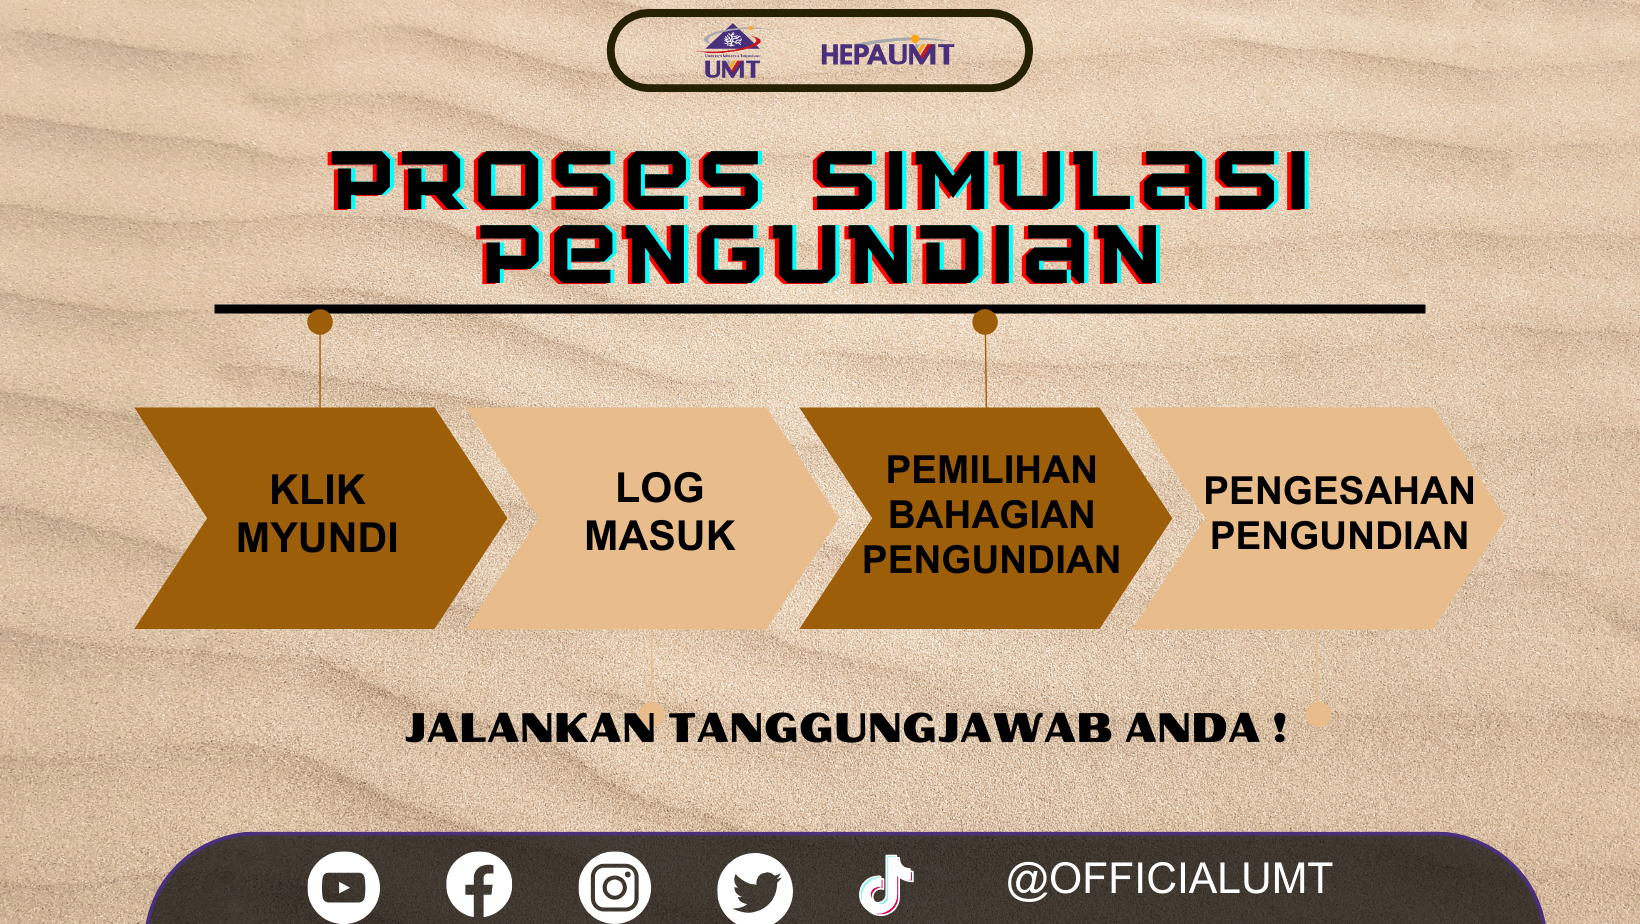 UMT
HEPAUMT
PROSES SIMULASI
PENGUNDIAN
KLIK
MYUNDI
LOG
MASUK
PEMILIHAN
BAHAGIAN
PENGUNDIAN
PENGESAHAN
PENGUNDIAN
JALANKAN TANGGUNGJAWAB ANDA !
@OFFICIALUMT